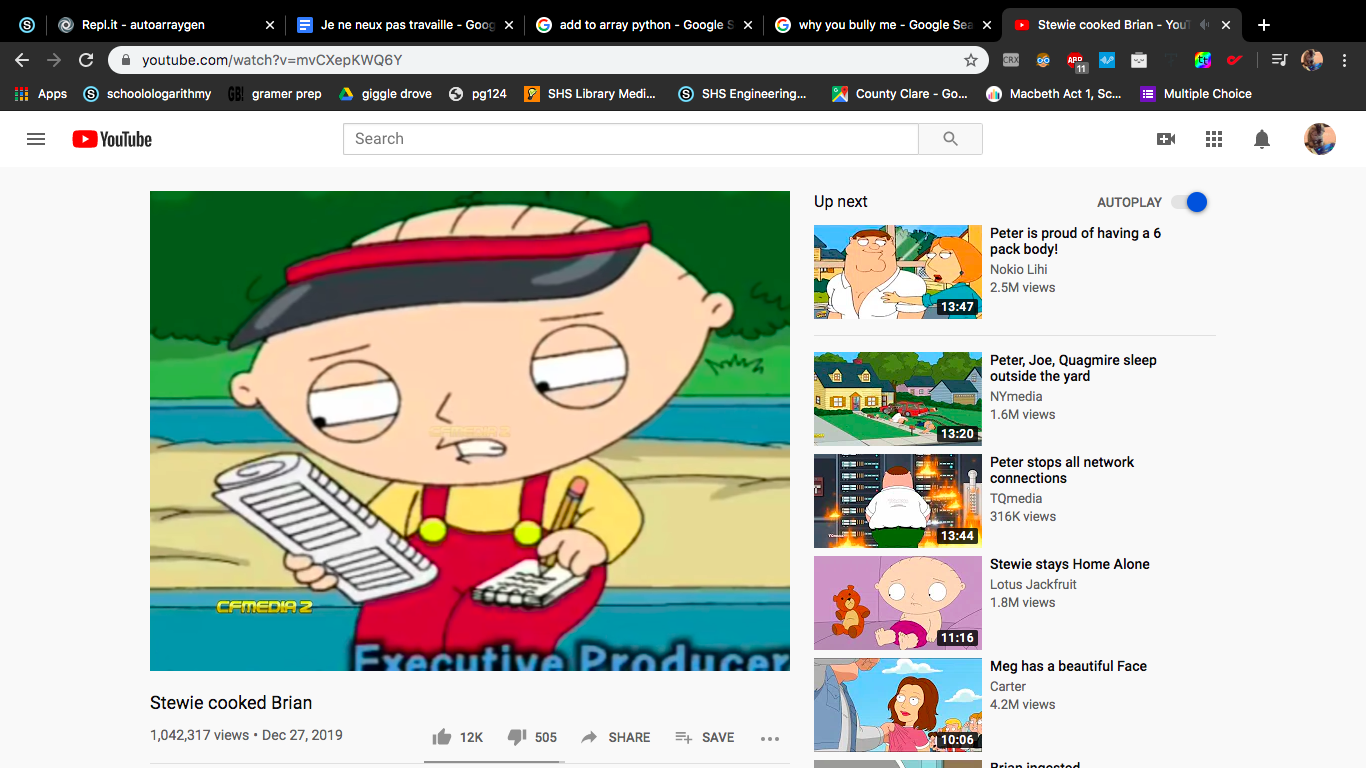 Repl.it - autoarraygen
Je ne neux pas travaille - Goog
add to array python - Google S
why you bully me - Google Sea
Stewie cooked Brian - YouT
youtube.com/watch?v=mvCXepKWQ6Y
CRX
ABP
11
Apps
schoolologarithmy
GB!
gramer prep
giggle drove
pg124
SHS Library Medi...
SHS Engineering...
County Clare - Go...
Macbeth Act 1, Sc...
Multiple Choice
YouTube
Search
CFMEDIA 2
CFMEDIA 2
Executive Producer
Stewie cooked Brian
1,042,317 views • Dec 27, 2019
12K
505
SHARE
SAVE
Up next
AUTOPLAY
13:47
Peter is proud of having a 6
pack body!
Nokio Lihi
2.5M views
13:20
Peter, Joe, Quagmire sleep
outside the yard
NYmedia
1.6M views
13:44
Peter stops all network
connections
TQmedia
316K views
11:16
Stewie stays Home Alone
Lotus Jackfruit
1.8M views
10:06
Meg has a beautiful Face
Carter
4.2M views
Brian ingested